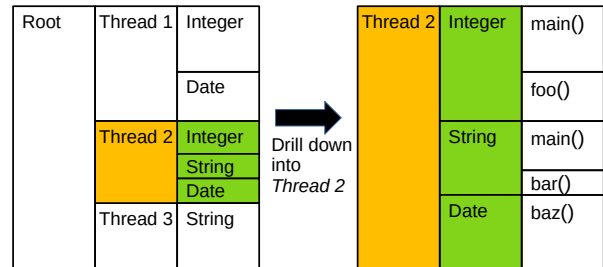 Root
Thread 1
Integer
Date
Thread 2
Integer
String
Date
Thread 3
String
Drill down
into
Thread 2
Thread 2
Integer
main()
foo()
String
main()
bar()
Date
baz()